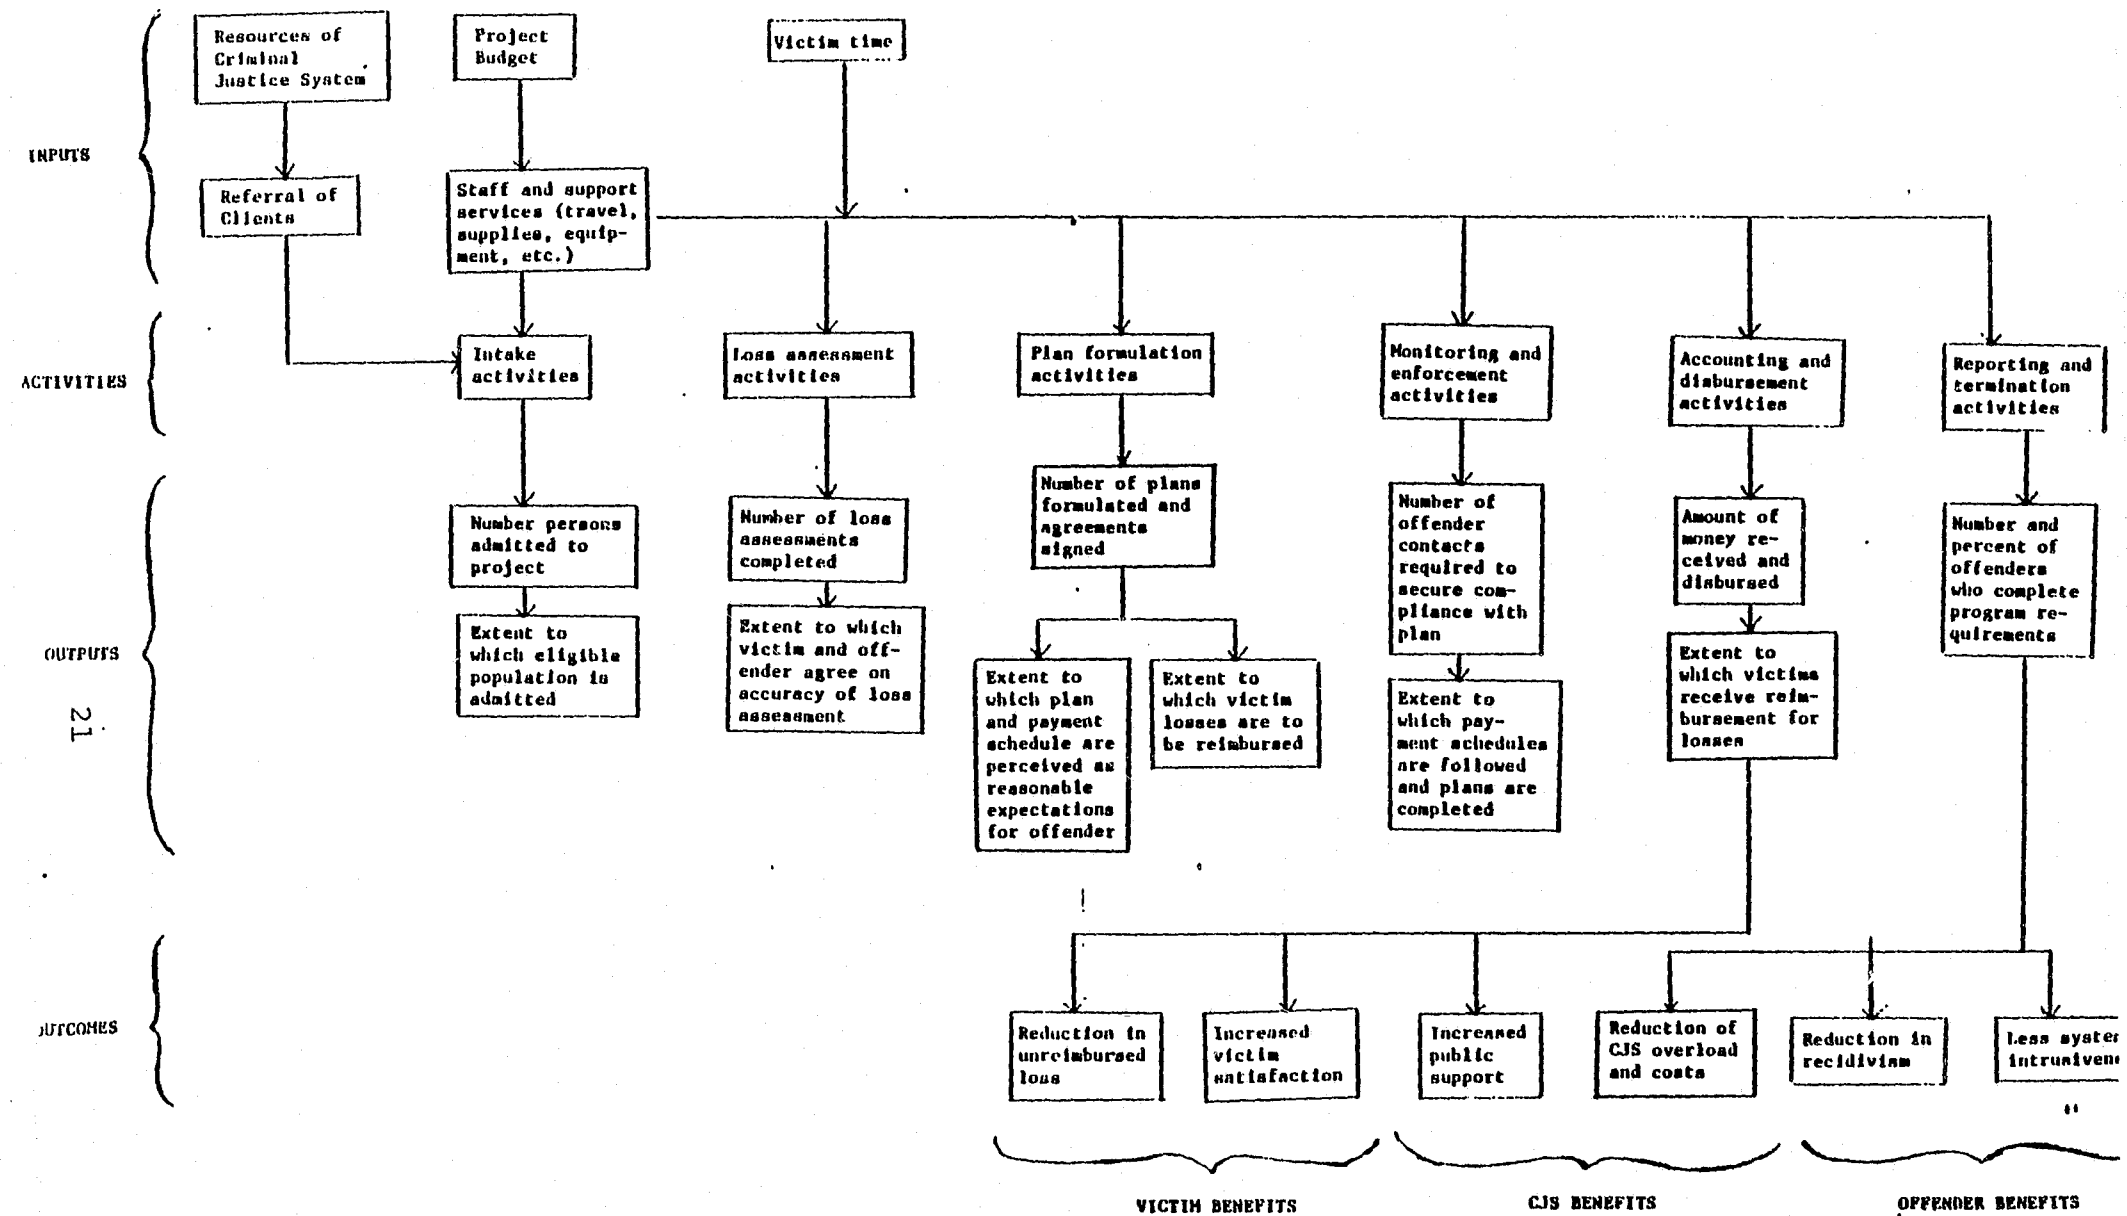 Resources of
Criminal
Justice System
Project
Budget
Victim time
INPUTS
Referral of
Clients
Staff and support
services (travel,
supplies, equip-
ment, etc.)
ACTIVITIES
Intake
activities
Loss assessment
activities
Plan formulation
activities
Monitoring and
enforcement
activities
Accounting and
disbursement
activities
Reporting and
termination
activities
OUTPUTS
21
Number persons
admitted to
project
Number of loss
assessments
completed
Number of plans
formulated and
agreements
signed
Number of
offender
contacts
required to
secure com-
pliance with
plan
Amount of
money re-
ceived and
disbursed
Number and
percent of
offenders
who complete
program re-
quirements
Extent to
which eligible
population is
admitted
Extent to which
victim and off-
ender agree on
accuracy of loss
assessment
Extent to
which plan
and payment
schedule are
perceived as
reasonable
expectations
for offender
Extent to
which victim
losses are to
be reimbursed
Extent to
which pay-
ment schedules
are followed
and plans are
completed
Extent to
which victims
receive reim-
bursement for
losses
OUTCOMES
Reduction in
unreimbursed
loss
Increased
victim
satisfaction
Increased
public
support
Reduction of
CJS overload
and costs
Reduction in
recidivism
Less system
intrusiven
VICTIM BENEFITS
CJS BENEFITS
OFFENDER BENEFITS